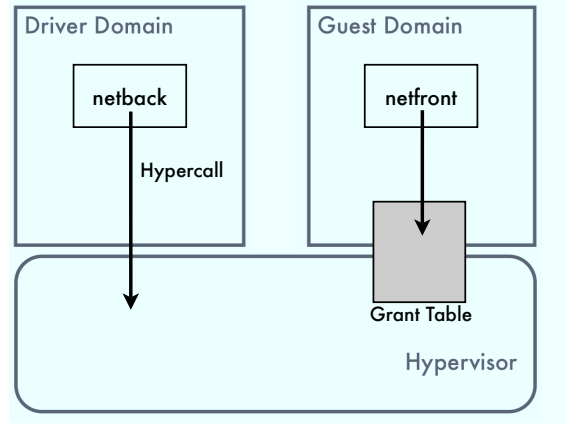 Driver Domain
Guest Domain
netback
netfront
Hypercall
Grant Table
Hypervisor